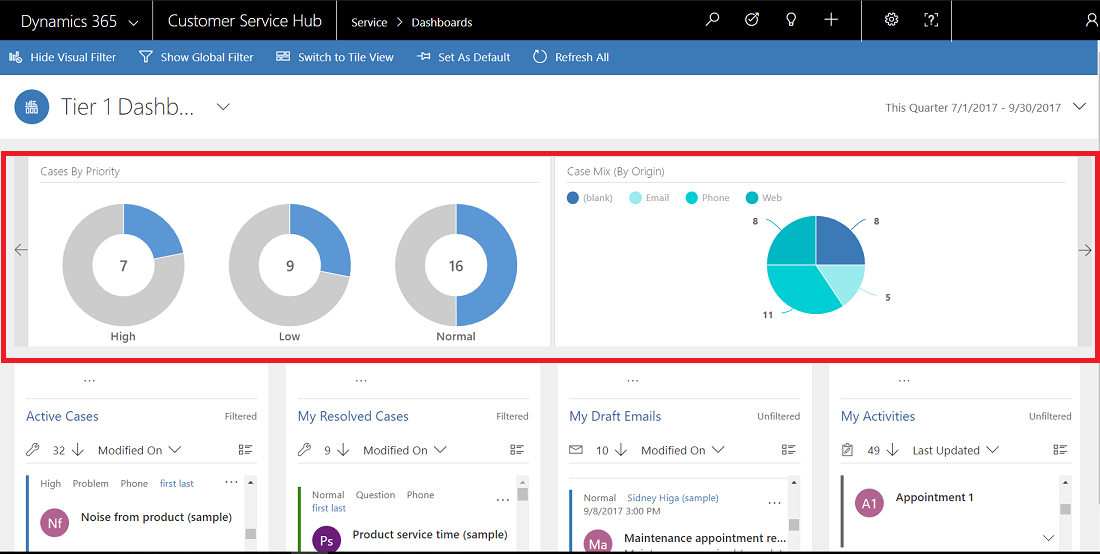 Dynamics 365 Customer Service Hub Service > Dashboards
Hide Visual Filter Show Global Filter Switch to Tile View Set As Default Refresh All
Tier 1 Dashb...
This Quarter 7/1/2017 - 9/30/2017
Cases By Priority
7 9 16
High Low Normal
Case Mix (By Origin)
(blank) Email Phone Web
8 8
5
11
...
Active Cases Filtered
32 Modified On
High Problem Phone first last ...
Nf Noise from product (sample)
...
My Resolved Cases Filtered
9 Modified On
Normal Question Phone ...
first last
Ps Product service time (sample)
...
My Draft Emails Unfiltered
10 Modified On
Normal Sidney Higa (sample) ...
9/8/2017 3:00 PM
Ma Maintenance appointment re...
...
My Activities Unfiltered
49 Last Updated
A1 Appointment 1